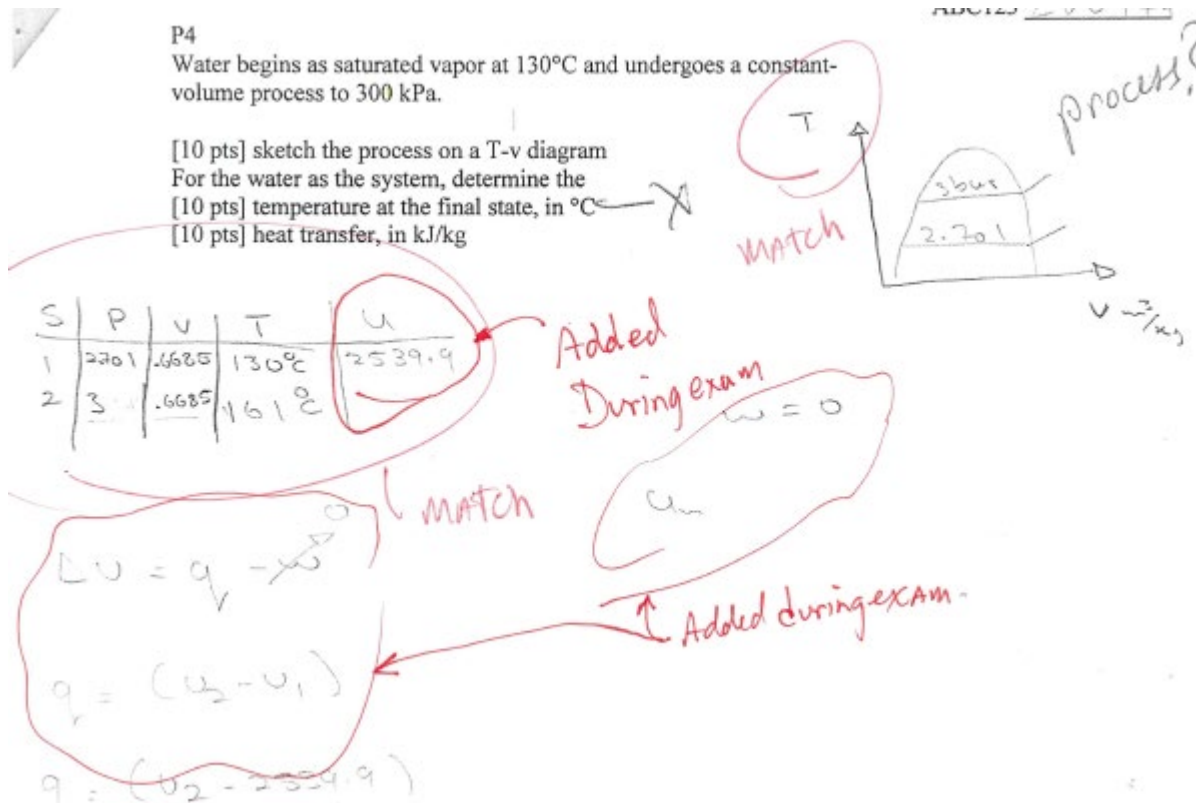 ABC123
P4
Water begins as saturated vapor at 130°C and undergoes a constant-
volume process to 300 kPa.
process?
T
[10 pts] sketch the process on a T-v diagram
For the water as the system, determine the
[10 pts] temperature at the final state, in °C
[10 pts] heat transfer, in kJ/kg
3bar
2.701
MATCH
V m³/kg
S P V T U
1 2701 .6685 130°C 2539.9
2 3 .6685 161°C
Added
During exam
w = 0
MATCH
Um
0
ΔU = q - w
Added during exam.
q = (U2 - U1)
q = (U2 - 2539.9)